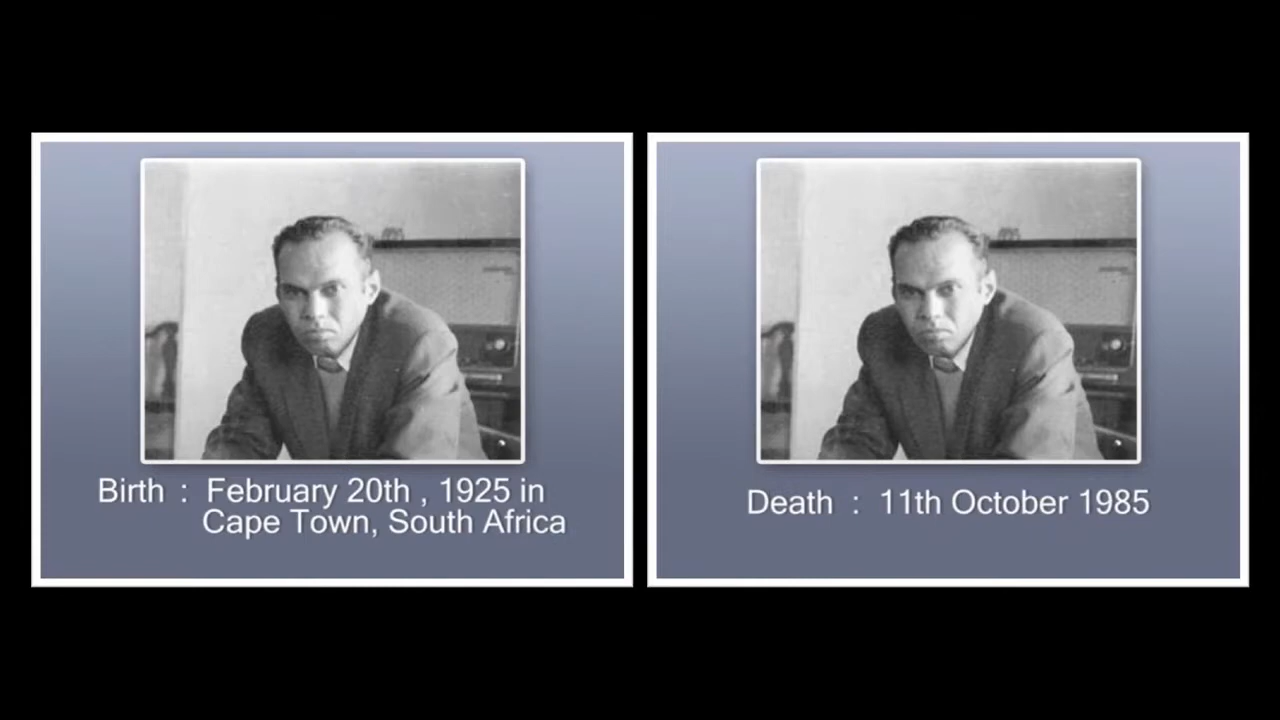 Birth : February 20th , 1925 in
Cape Town, South Africa
Death : 11th October 1985